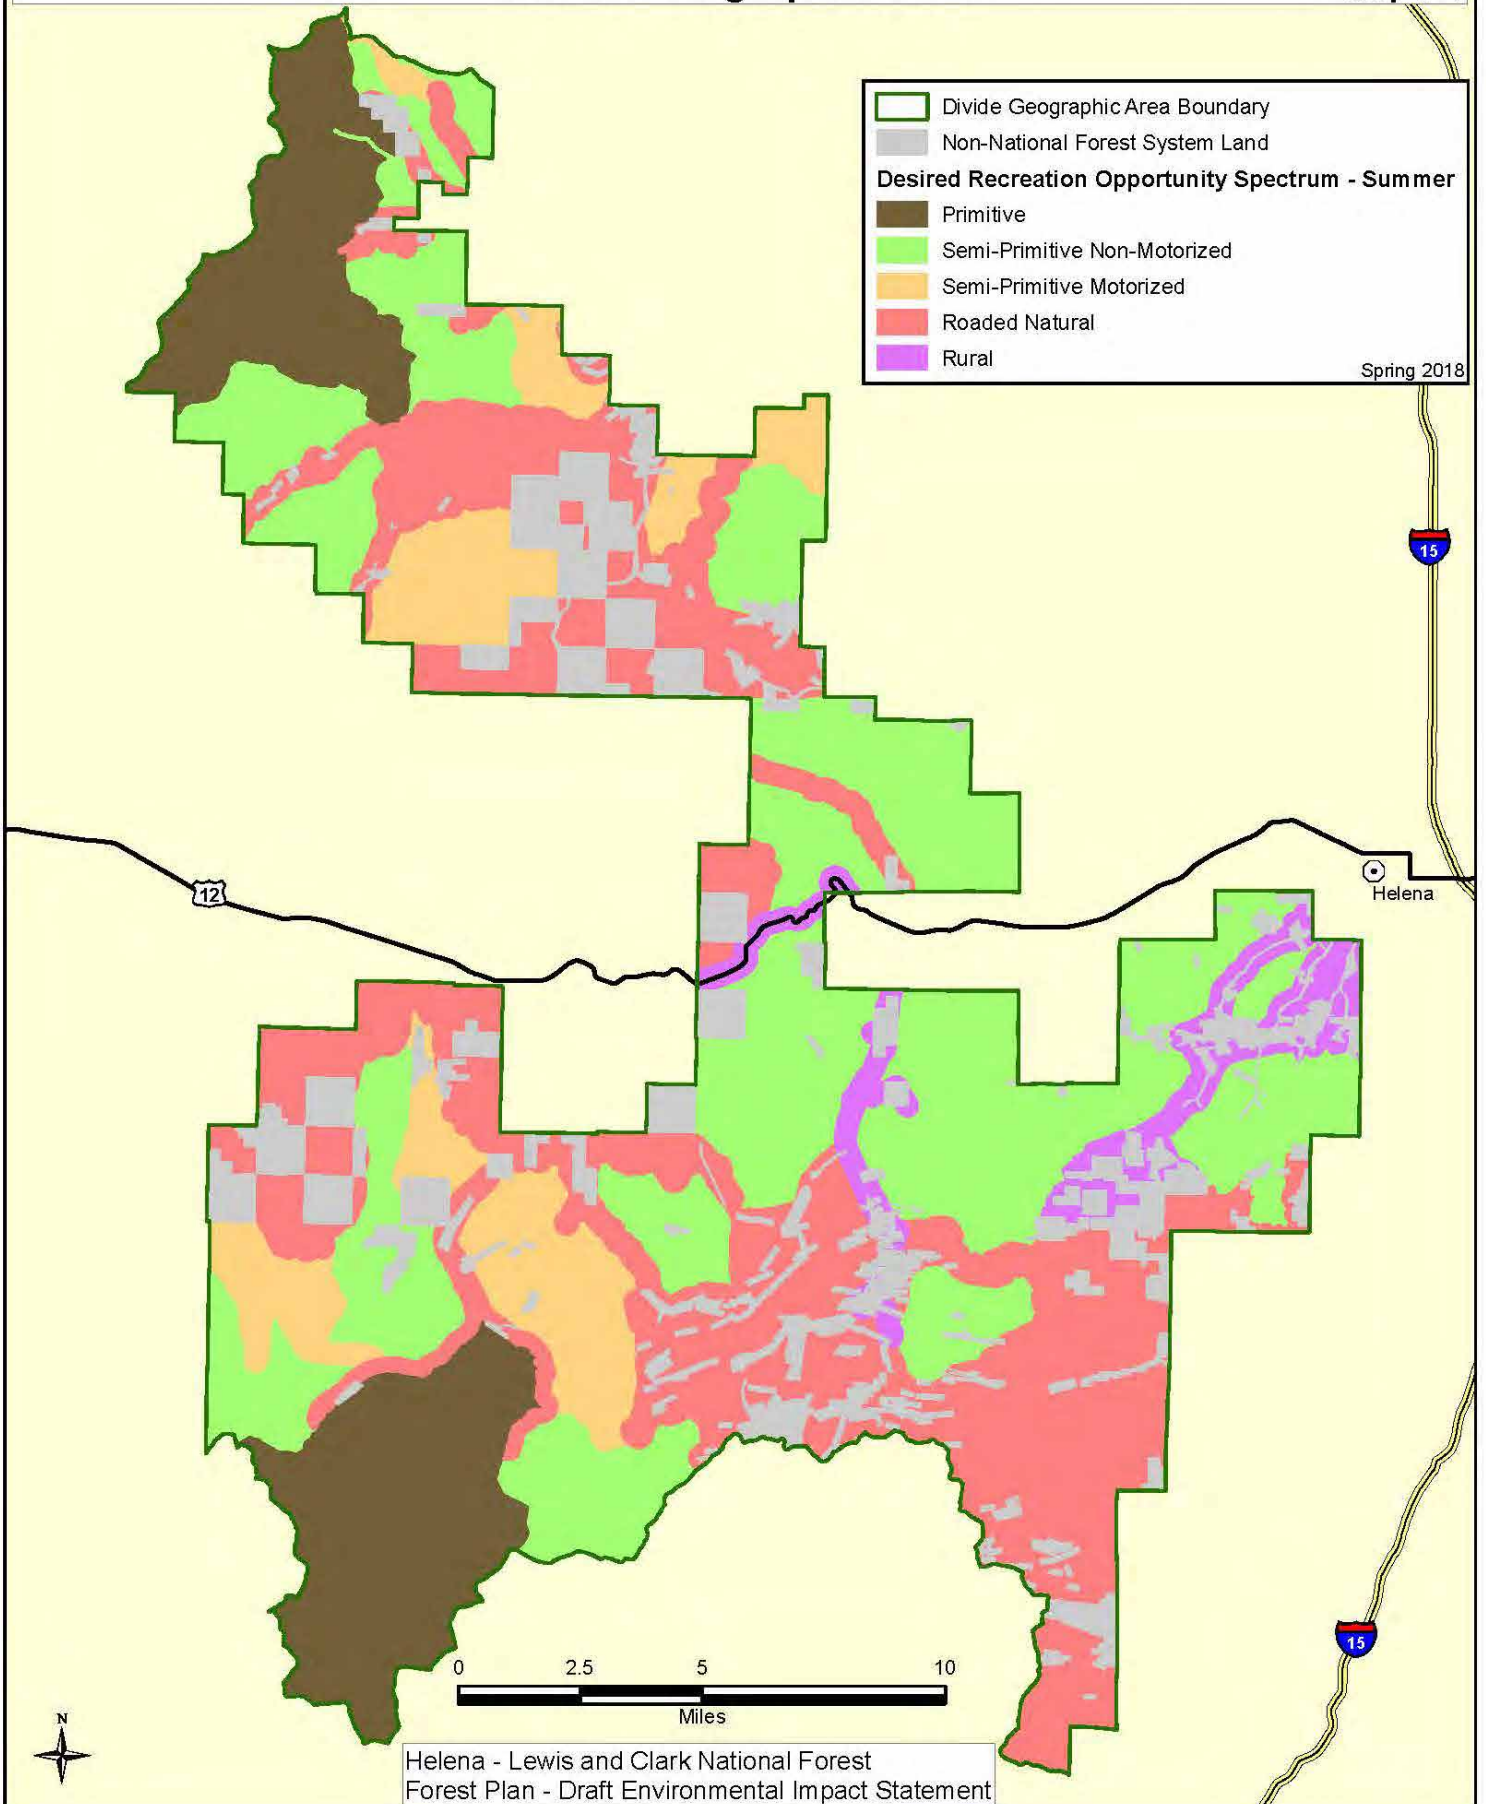 Divide Geographic Area Boundary
Non-National Forest System Land
Desired Recreation Opportunity Spectrum - Summer
Primitive
Semi-Primitive Non-Motorized
Semi-Primitive Motorized
Roaded Natural
Rural
Spring 2018
15
12
Helena
15
0 2.5 5 10
Miles
N
Helena - Lewis and Clark National Forest
Forest Plan - Draft Environmental Impact Statement